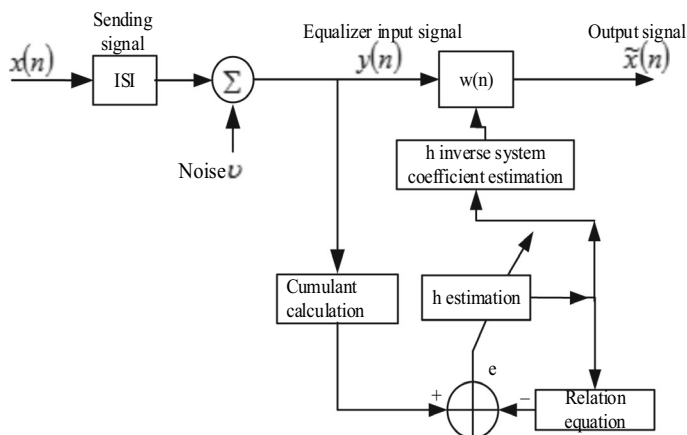 Sending
signal
Equalizer input signal
Output signal
x(n)
ISI
Σ
y(n)
w(n)
x̃(n)
Noise υ
h inverse system
coefficient estimation
Cumulant
calculation
h estimation
e
+
−
Relation
equation